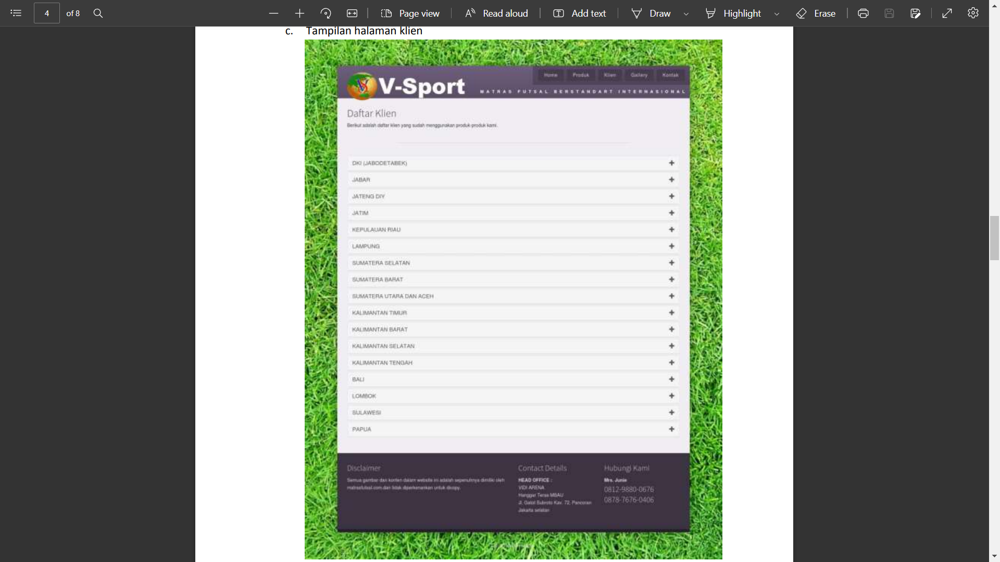 4 of 8 Page view Read aloud Add text Draw Highlight Erase
c. Tampilan halaman klien
Home Produk Klien Gallery Kontak
V-Sport
MATRAS FUTSAL BERSTANDART INTERNASIONAL
Daftar Klien
Berikut adalah daftar klien yang sudah menggunakan produk-produk kami.
DKI (JABODETABEK)
JABAR
JATENG DIY
JATIM
KEPULAUAN RIAU
LAMPUNG
SUMATERA SELATAN
SUMATERA BARAT
SUMATERA UTARA DAN ACEH
KALIMANTAN TIMUR
KALIMANTAN BARAT
KALIMANTAN SELATAN
KALIMANTAN TENGAH
BALI
LOMBOK
SULAWESI
PAPUA
Disclaimer
Semua gambar dan konten dalam website ini adalah sepenuhnya dimiliki oleh
matrasfutsal.com dan tidak diperkenankan untuk dicopy.
Contact Details
HEAD OFFICE :
VIDI ARENA
Hanggar Teras MBAU
Jl. Gatot Subroto Kav. 72, Pancoran
Jakarta selatan
Hubungi Kami
Mrs. Junie
0812-9880-0676
0878-7676-0406